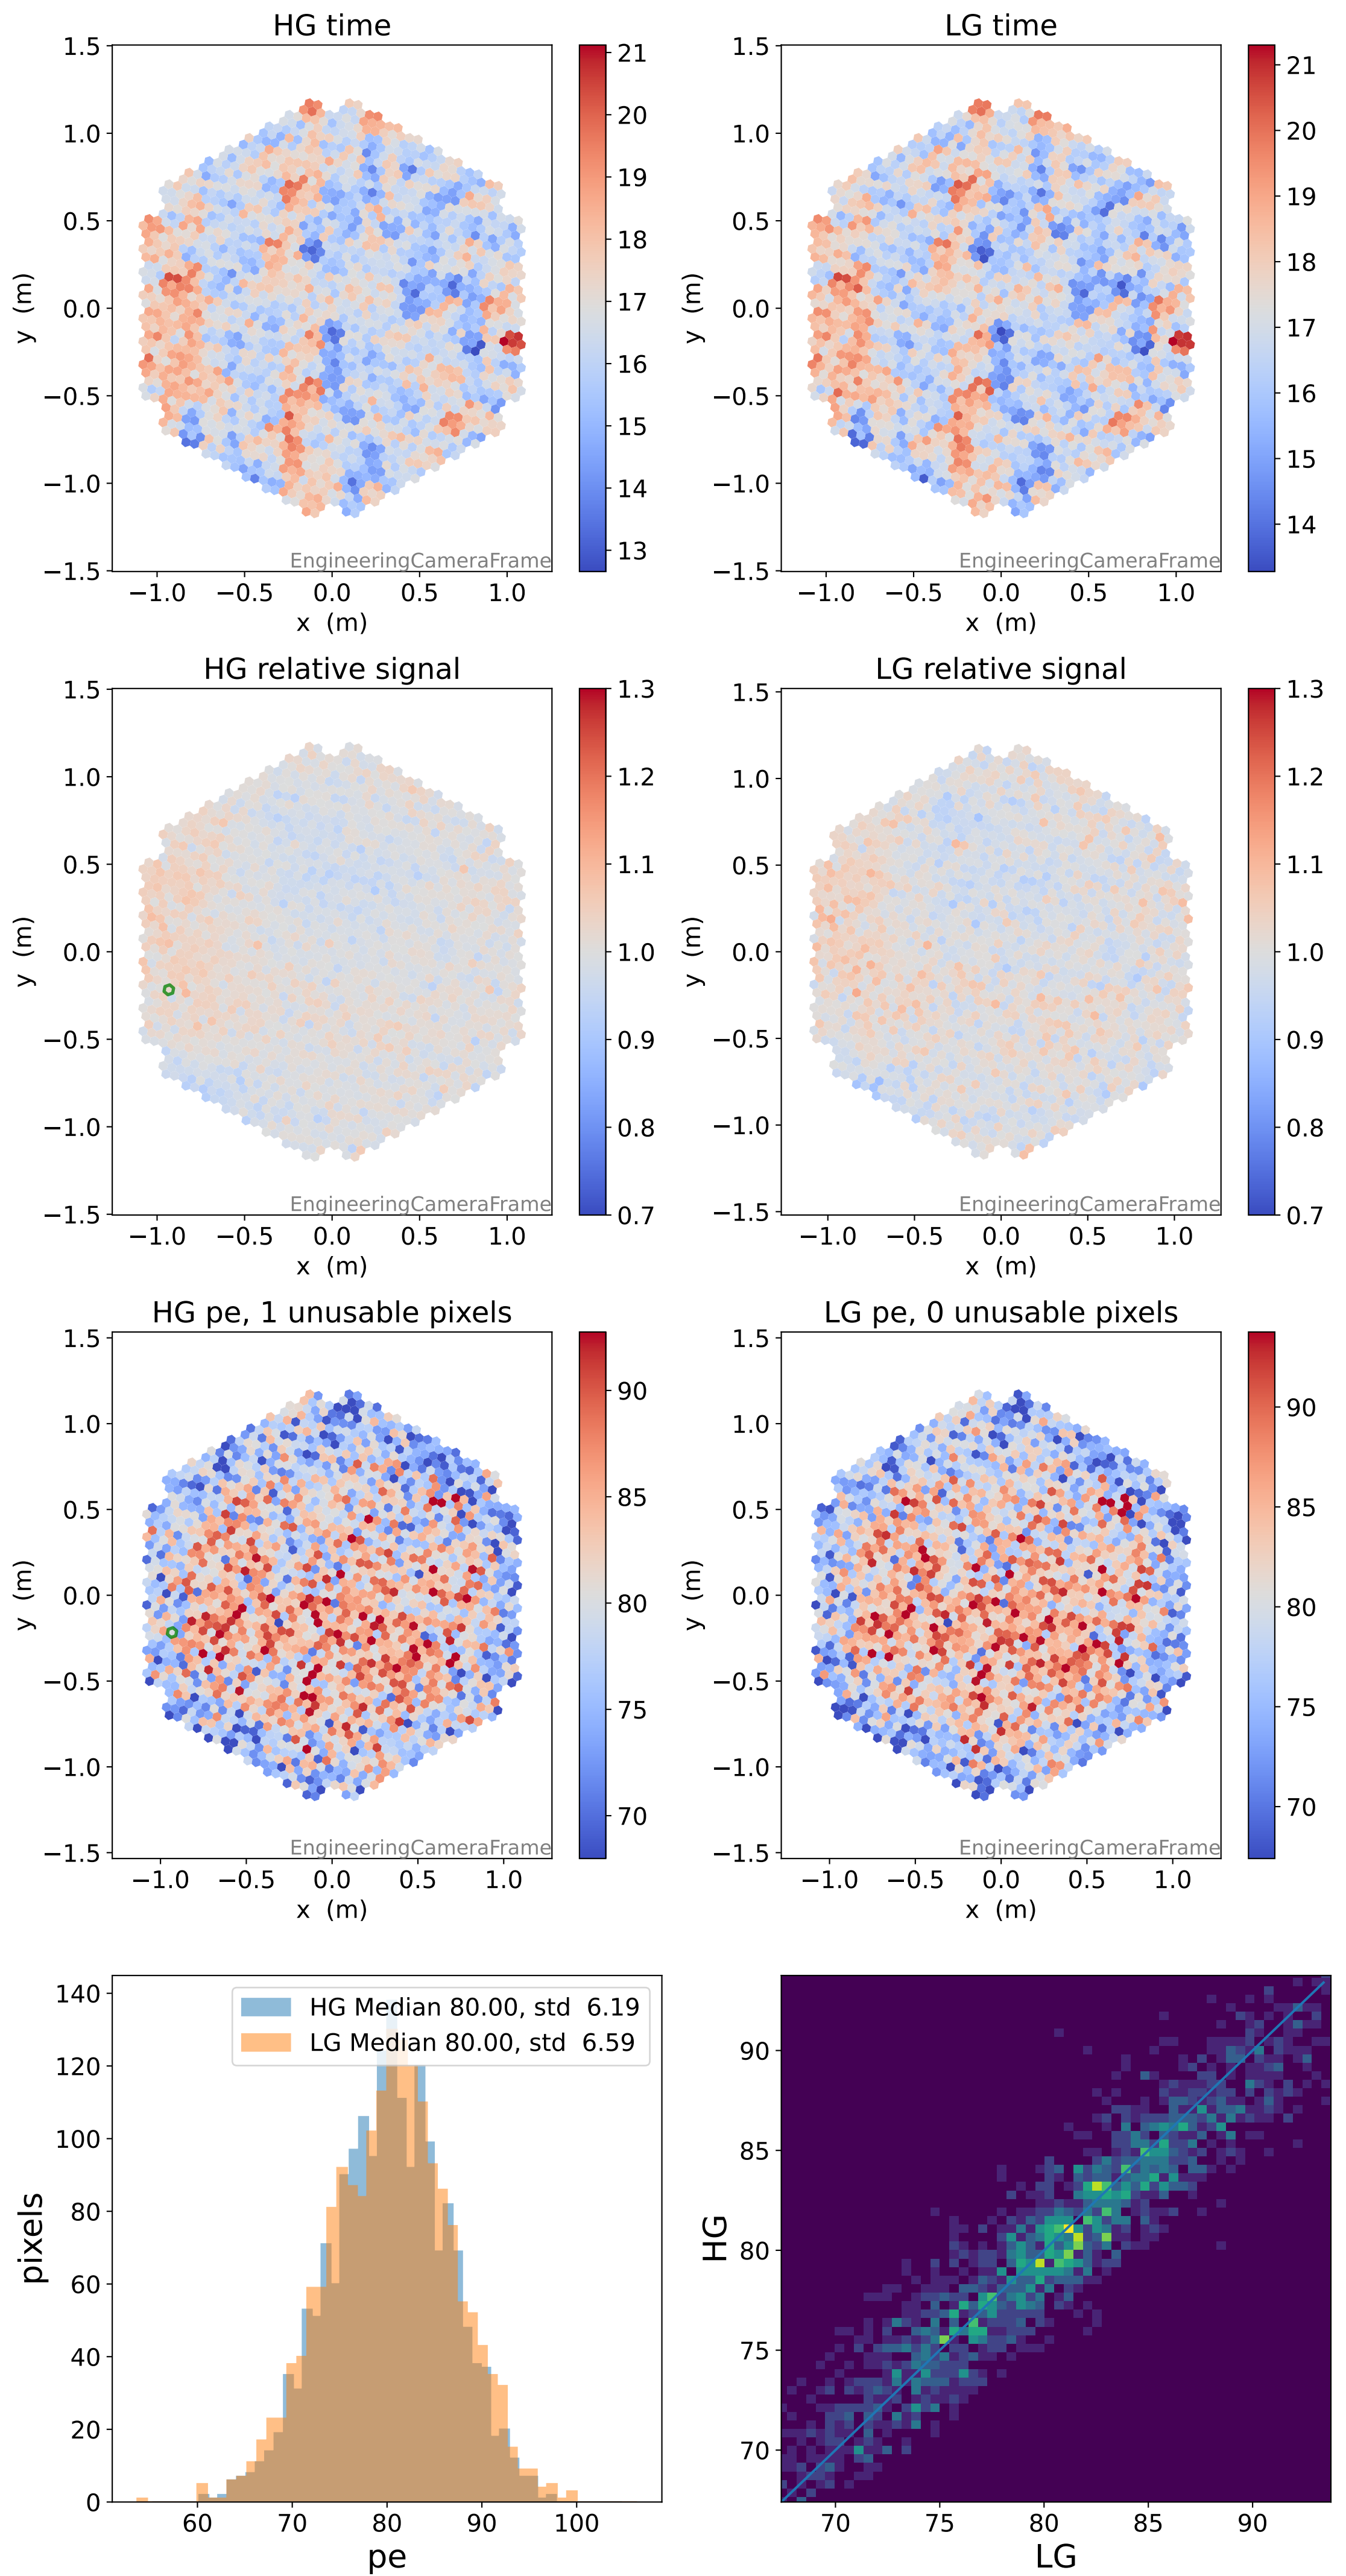 HG time
1.5
1.0
0.5
0.0
−0.5
−1.0
−1.5
y (m)
−1.0 −0.5 0.0 0.5 1.0
x (m)
EngineeringCameraFrame
21
20
19
18
17
16
15
14
13
LG time
1.5
1.0
0.5
0.0
−0.5
−1.0
−1.5
y (m)
−1.0 −0.5 0.0 0.5 1.0
x (m)
EngineeringCameraFrame
21
20
19
18
17
16
15
14
HG relative signal
1.5
1.0
0.5
0.0
−0.5
−1.0
−1.5
y (m)
−1.0 −0.5 0.0 0.5 1.0
x (m)
EngineeringCameraFrame
1.3
1.2
1.1
1.0
0.9
0.8
0.7
LG relative signal
1.5
1.0
0.5
0.0
−0.5
−1.0
−1.5
y (m)
−1.0 −0.5 0.0 0.5 1.0
x (m)
EngineeringCameraFrame
1.3
1.2
1.1
1.0
0.9
0.8
0.7
HG pe, 1 unusable pixels
1.5
1.0
0.5
0.0
−0.5
−1.0
−1.5
y (m)
−1.0 −0.5 0.0 0.5 1.0
x (m)
EngineeringCameraFrame
90
85
80
75
70
LG pe, 0 unusable pixels
1.5
1.0
0.5
0.0
−0.5
−1.0
−1.5
y (m)
−1.0 −0.5 0.0 0.5 1.0
x (m)
EngineeringCameraFrame
90
85
80
75
70
HG Median 80.00, std 6.19
LG Median 80.00, std 6.59
140
120
100
80
60
40
20
0
pixels
60 70 80 90 100
pe
90
85
80
75
70
HG
70 75 80 85 90
LG